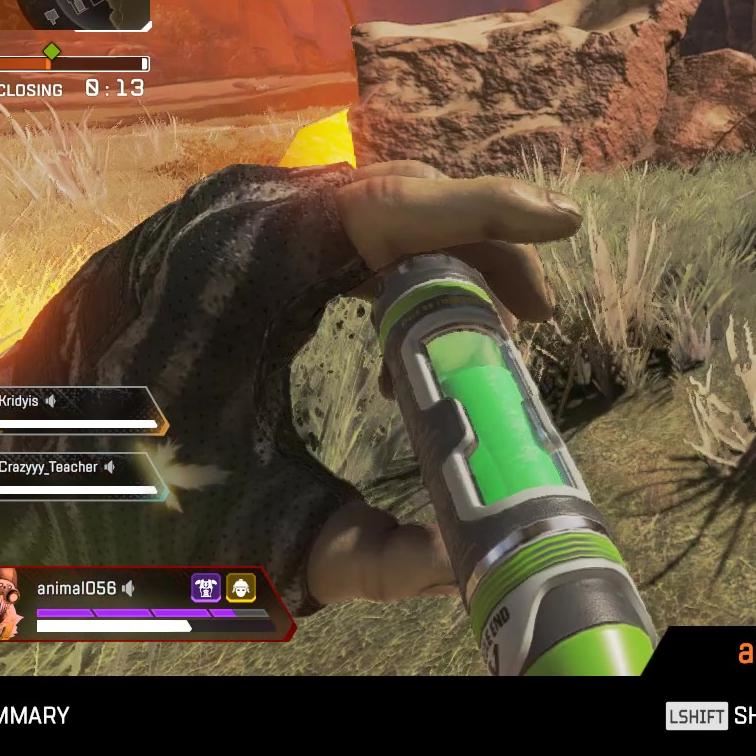 CLOSING 0:13
Kridyis
Crazyyy_Teacher
animal056
MMARY
LSHIFT SH
a